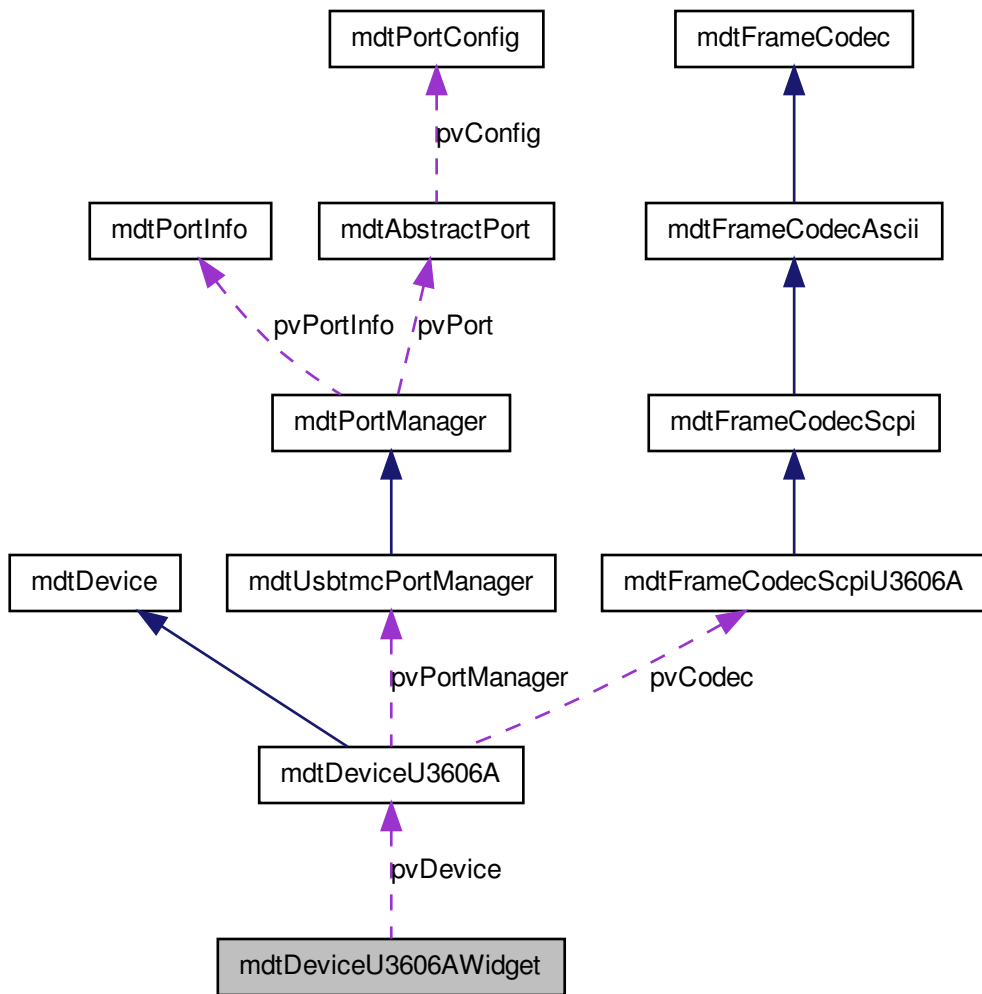 mdtPortConfig
mdtFrameCodec
pvConfig
mdtPortInfo
mdtAbstractPort
mdtFrameCodecAscii
pvPortInfo
pvPort
mdtPortManager
mdtFrameCodecScpi
mdtDevice
mdtUsbtmcPortManager
mdtFrameCodecScpiU3606A
pvPortManager
pvCodec
mdtDeviceU3606A
pvDevice
mdtDeviceU3606AWidget